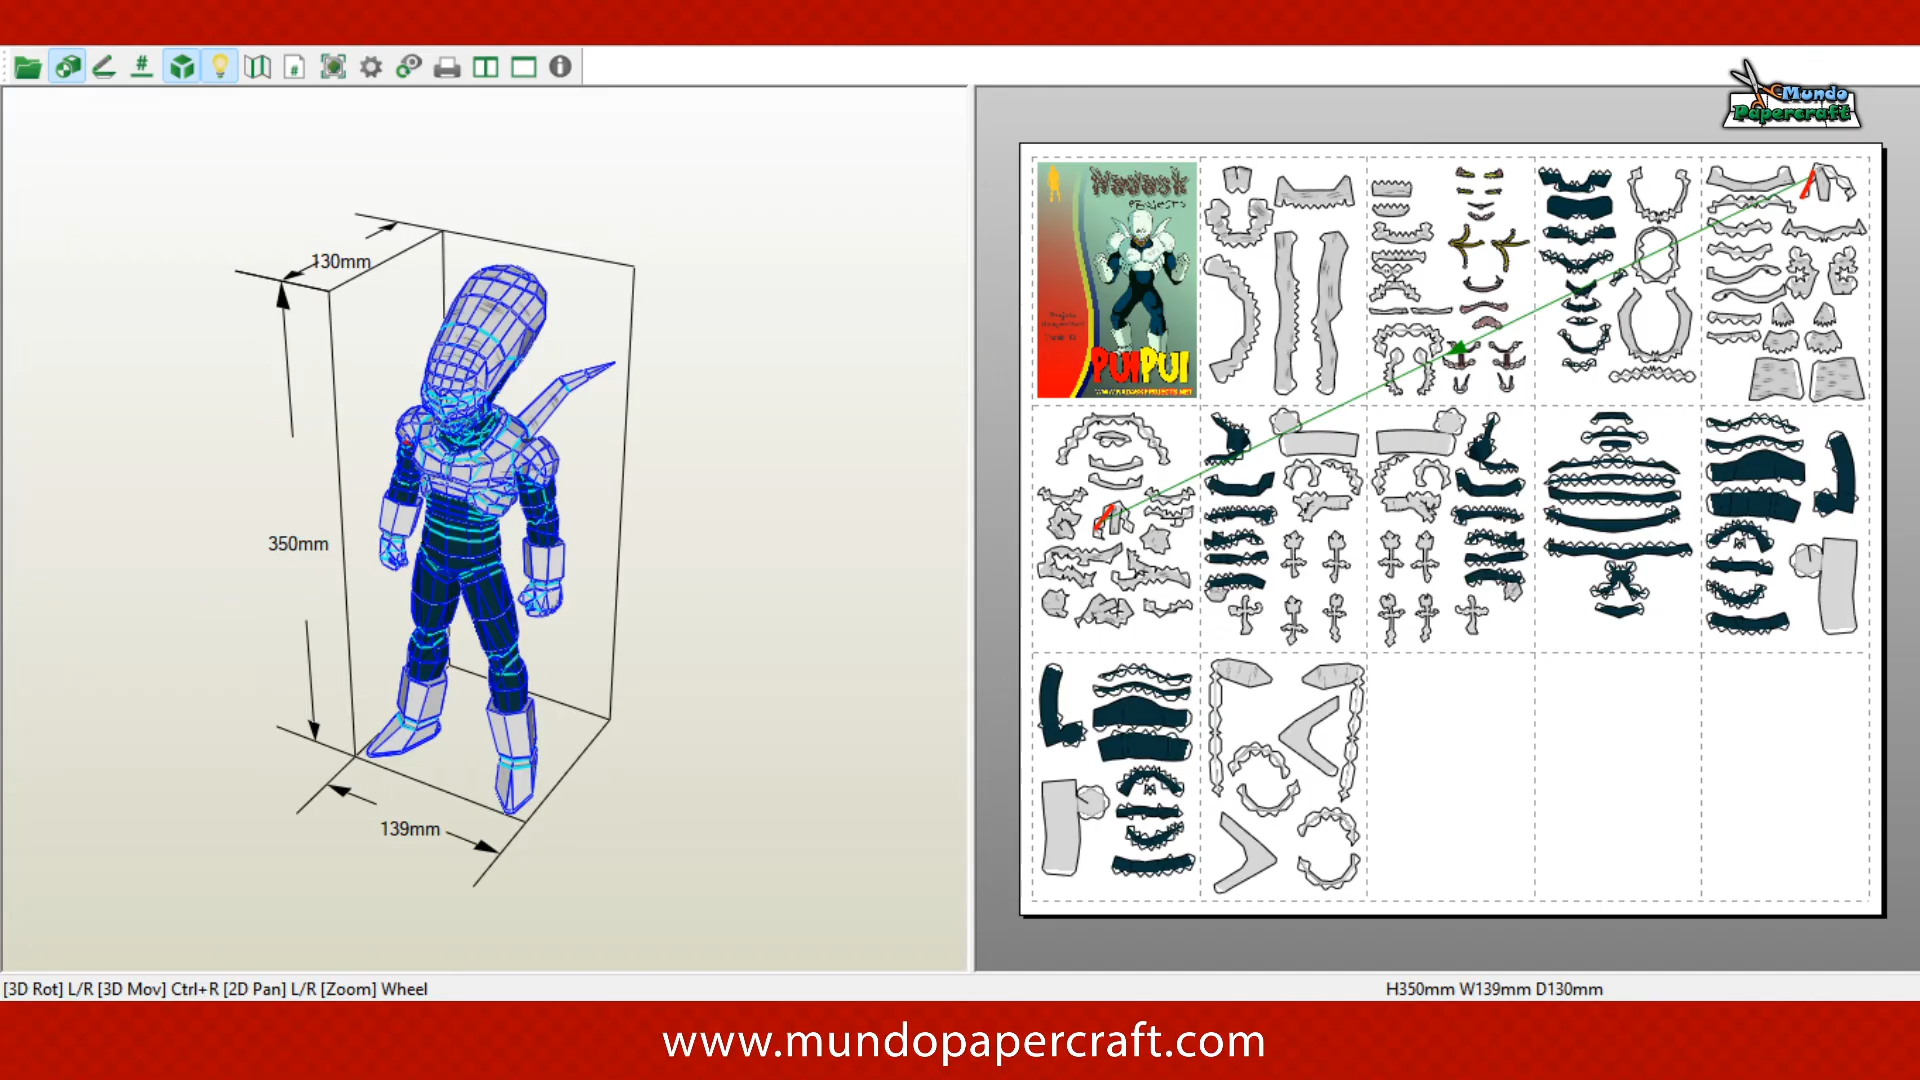 #
#
Mundo
Papercraft
130mm
350mm
139mm
PUIPUI
[3D Rot] L/R [3D Mov] Ctrl+R [2D Pan] L/R [Zoom] Wheel
H350mm W139mm D130mm
www.mundopapercraft.com